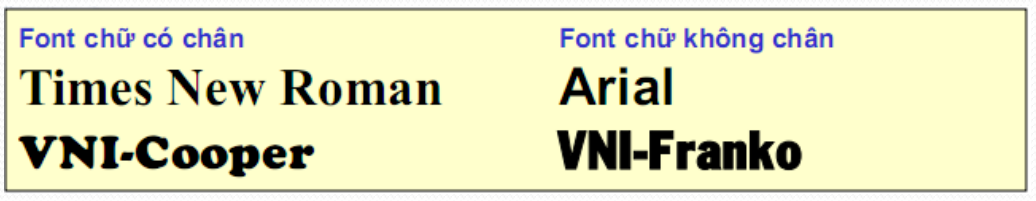 Font chữ có chân
Times New Roman
VNI-Cooper
Font chữ không chân
Arial
VNI-Franko